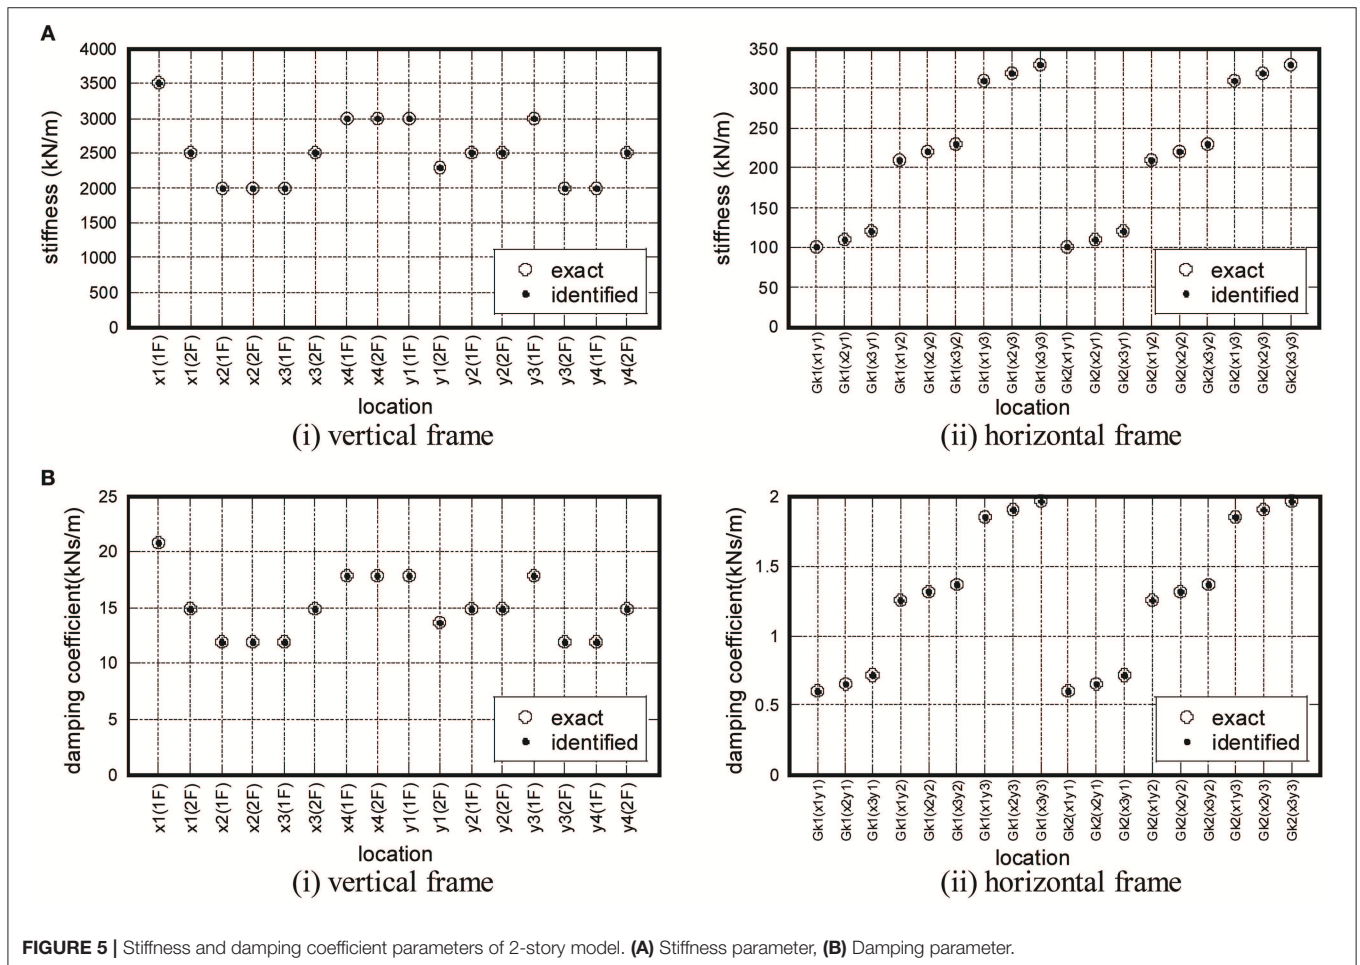 A
4000
3500
3000
2500
2000
1500
1000
500
0
stiffness (kN/m)
exact
identified
x1(1F)
x1(2F)
x2(1F)
x2(2F)
x3(1F)
x3(2F)
x4(1F)
x4(2F)
y1(1F)
y1(2F)
y2(1F)
y2(2F)
y3(1F)
y3(2F)
y4(1F)
y4(2F)
location
(i) vertical frame
350
300
250
200
150
100
50
0
stiffness (kN/m)
exact
identified
Gk1(x1y1)
Gk1(x2y1)
Gk1(x3y1)
Gk1(x1y2)
Gk1(x2y2)
Gk1(x3y2)
Gk1(x1y3)
Gk1(x2y3)
Gk1(x3y3)
Gk2(x1y1)
Gk2(x2y1)
Gk2(x3y1)
Gk2(x1y2)
Gk2(x2y2)
Gk2(x3y2)
Gk2(x1y3)
Gk2(x2y3)
Gk2(x3y3)
location
(ii) horizontal frame
B
25
20
15
10
5
0
damping coefficient(kNs/m)
exact
identified
x1(1F)
x1(2F)
x2(1F)
x2(2F)
x3(1F)
x3(2F)
x4(1F)
x4(2F)
y1(1F)
y1(2F)
y2(1F)
y2(2F)
y3(1F)
y3(2F)
y4(1F)
y4(2F)
location
(i) vertical frame
2
1.5
1
0.5
0
damping coefficient(kNs/m)
exact
identified
Gk1(x1y1)
Gk1(x2y1)
Gk1(x3y1)
Gk1(x1y2)
Gk1(x2y2)
Gk1(x3y2)
Gk1(x1y3)
Gk1(x2y3)
Gk1(x3y3)
Gk2(x1y1)
Gk2(x2y1)
Gk2(x3y1)
Gk2(x1y2)
Gk2(x2y2)
Gk2(x3y2)
Gk2(x1y3)
Gk2(x2y3)
Gk2(x3y3)
location
(ii) horizontal frame
FIGURE 5 | Stiffness and damping coefficient parameters of 2-story model. (A) Stiffness parameter, (B) Damping parameter.